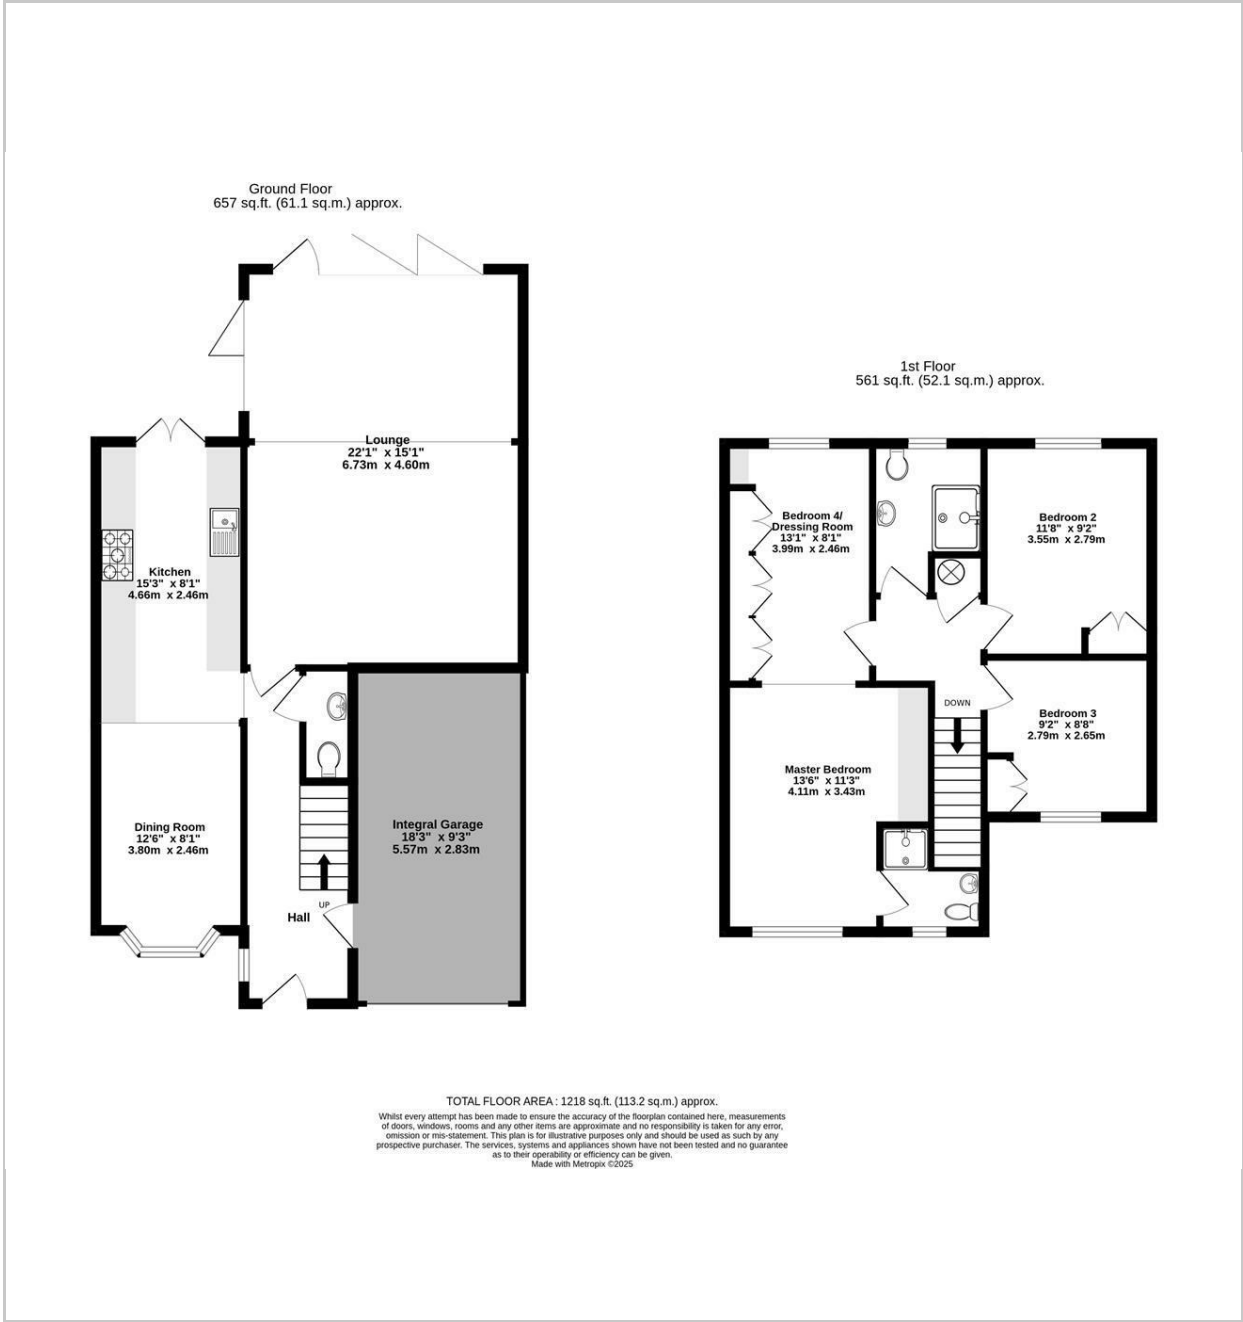 Ground Floor
657 sq.ft. (61.1 sq.m.) approx.
Lounge
22'1" x 15'1"
6.73m x 4.60m
Kitchen
15'3" x 8'1"
4.66m x 2.46m
Dining Room
12'6" x 8'1"
3.80m x 2.46m
Integral Garage
18'3" x 9'3"
5.57m x 2.83m
UP
Hall
1st Floor
561 sq.ft. (52.1 sq.m.) approx.
Bedroom 4/
Dressing Room
13'1" x 8'1"
3.99m x 2.46m
Bedroom 2
11'8" x 9'2"
3.55m x 2.79m
DOWN
Bedroom 3
9'2" x 8'8"
2.79m x 2.65m
Master Bedroom
13'6" x 11'3"
4.11m x 3.43m
TOTAL FLOOR AREA : 1218 sq.ft. (113.2 sq.m.) approx.
Whilst every attempt has been made to ensure the accuracy of the floorplan contained here, measurements
of doors, windows, rooms and any other items are approximate and no responsibility is taken for any error,
omission or mis-statement. This plan is for illustrative purposes only and should be used as such by any
prospective purchaser. The services, systems and appliances shown have not been tested and no guarantee
as to their operability or efficiency can be given.
Made with Metropix ©2025